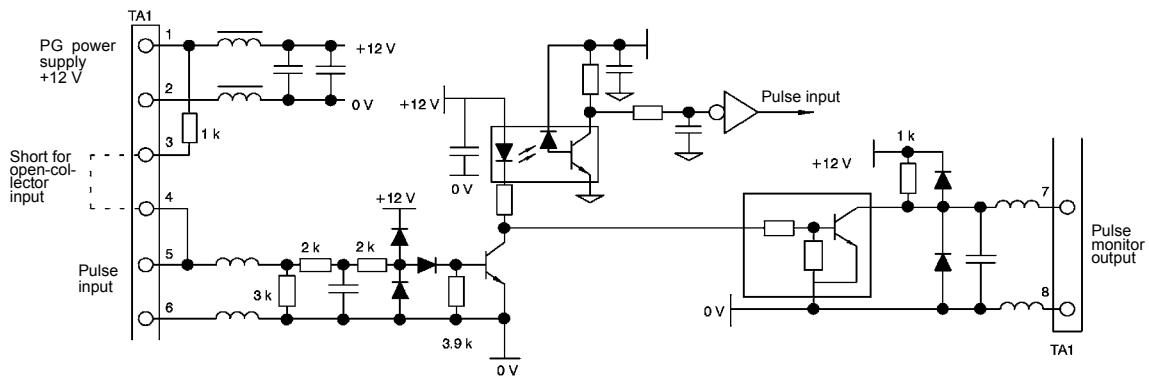 TA1
1
PG power
supply
+12 V
+12 V
2
0 V
1 k
3
Short for
open-col-
lector
input
4
+12 V
5
2 k
2 k
Pulse
input
3 k
6
3.9 k
0 V
+12 V
0 V
Pulse input
1 k
+12 V
7
Pulse
monitor
output
0 V
8
TA1